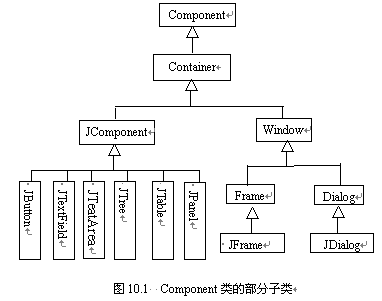 Component
Container
JComponent
Window
JButton
JTextField
JTeatArea
JTree
JTable
JPanel
Frame
Dialog
JFrame
JDialog
图 10.1 Component 类的部分子类